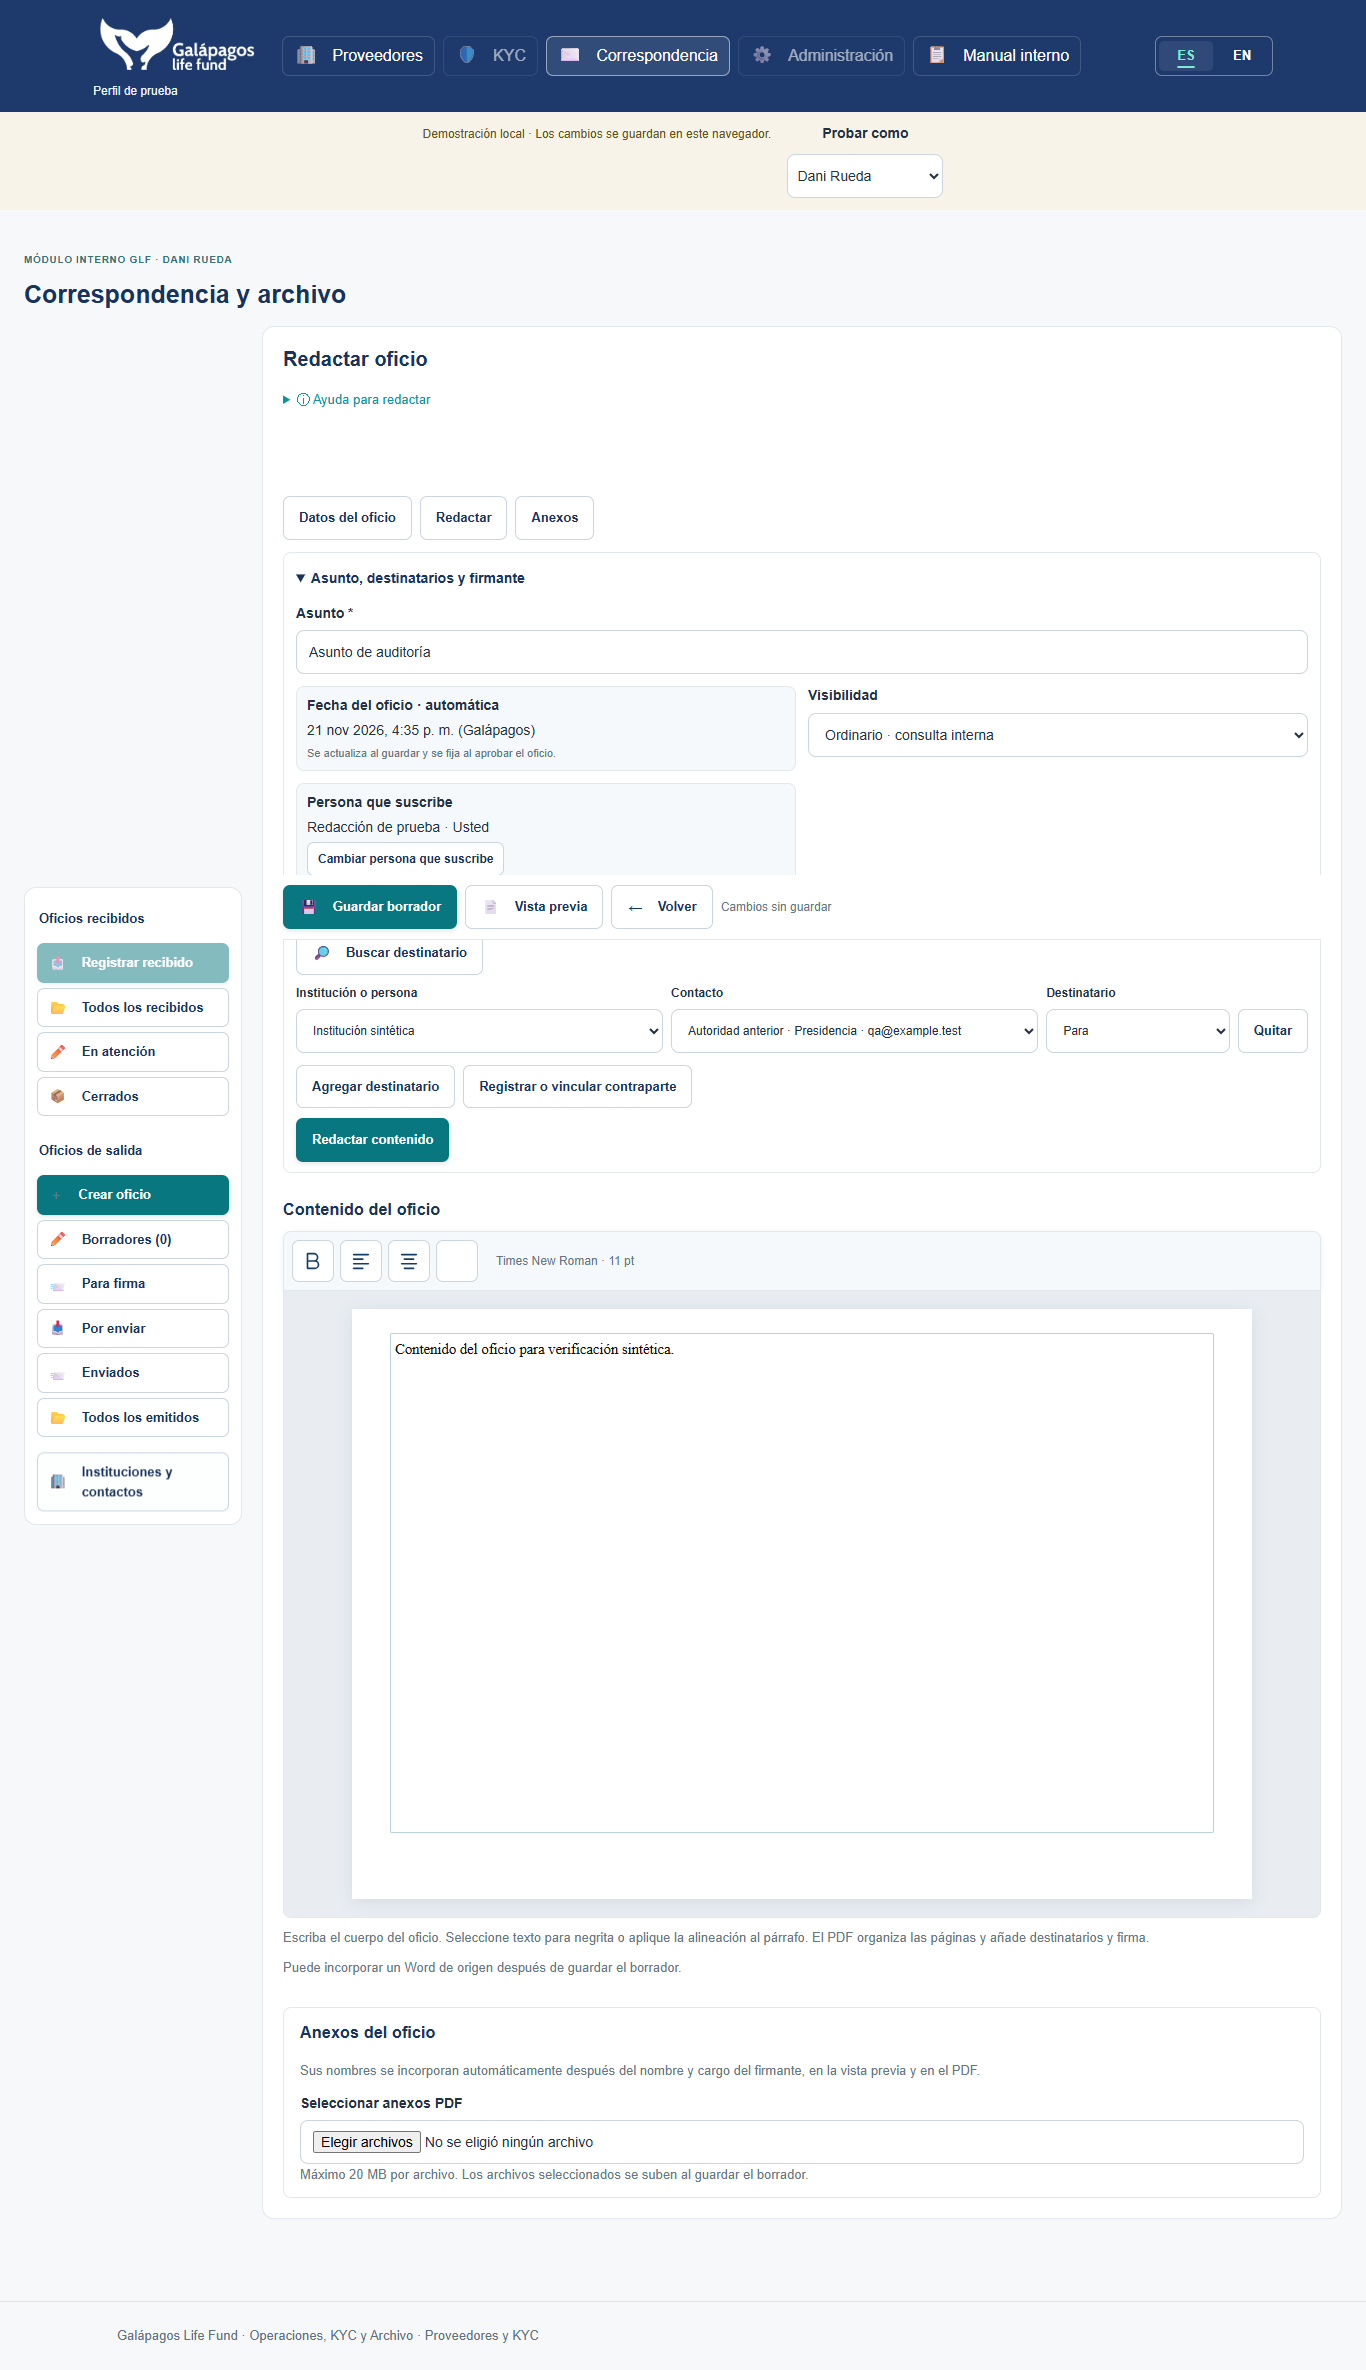 Galápagos
life fund
Perfil de prueba
Proveedores
KYC
Correspondencia
Administración
Manual interno
ES
EN
Demostración local · Los cambios se guardan en este navegador.
Probar como
Dani Rueda
MÓDULO INTERNO GLF · DANI RUEDA
Correspondencia y archivo
Redactar oficio
Ayuda para redactar
Datos del oficio
Redactar
Anexos
Asunto, destinatarios y firmante
Asunto *
Asunto de auditoría
Fecha del oficio · automática
21 nov 2026, 4:35 p. m. (Galápagos)
Se actualiza al guardar y se fija al aprobar el oficio.
Visibilidad
Ordinario · consulta interna
Persona que suscribe
Redacción de prueba · Usted
Cambiar persona que suscribe
Guardar borrador
Vista previa
← Volver
Cambios sin guardar
Buscar destinatario
Institución o persona
Institución sintética
Contacto
Autoridad anterior · Presidencia · qa@example.test
Destinatario
Para
Quitar
Agregar destinatario
Registrar o vincular contraparte
Redactar contenido
Oficios recibidos
Registrar recibido
Todos los recibidos
En atención
Cerrados
Oficios de salida
+ Crear oficio
Borradores (0)
Para firma
Por enviar
Enviados
Todos los emitidos
Instituciones y
contactos
Contenido del oficio
B
Times New Roman · 11 pt
Contenido del oficio para verificación sintética.
Escriba el cuerpo del oficio. Seleccione texto para negrita o aplique la alineación al párrafo. El PDF organiza las páginas y añade destinatarios y firma.
Puede incorporar un Word de origen después de guardar el borrador.
Anexos del oficio
Sus nombres se incorporan automáticamente después del nombre y cargo del firmante, en la vista previa y en el PDF.
Seleccionar anexos PDF
Elegir archivos No se eligió ningún archivo
Máximo 20 MB por archivo. Los archivos seleccionados se suben al guardar el borrador.
Galápagos Life Fund · Operaciones, KYC y Archivo · Proveedores y KYC